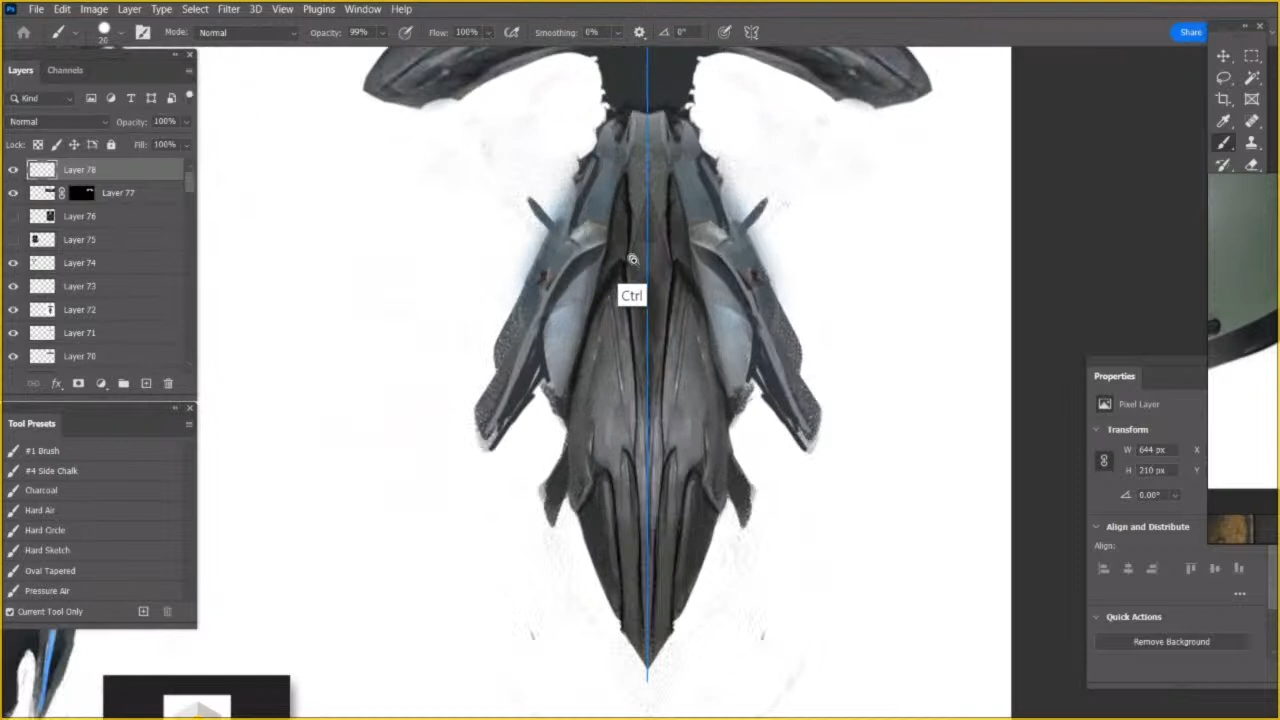 Ps File Edit Image Layer Type Select Filter 3D View Plugins Window Help
20 Mode: Normal Opacity: 99% Flow: 100% Smoothing: 0% 0° Share
Layers Channels
Kind
Normal Opacity: 100%
Lock: Fill: 100%
Layer 78
Layer 77
Layer 76
Layer 75
Layer 74
Layer 73
Layer 72
Layer 71
Layer 70
fx
Tool Presets
#1 Brush
#4 Side Chalk
Charcoal
Hard Air
Hard Circle
Hard Sketch
Oval Tapered
Pressure Air
Current Tool Only
Ctrl
Properties
Pixel Layer
Transform
W 644 px X
H 210 px Y
0.00°
Align and Distribute
Align:
Quick Actions
Remove Background